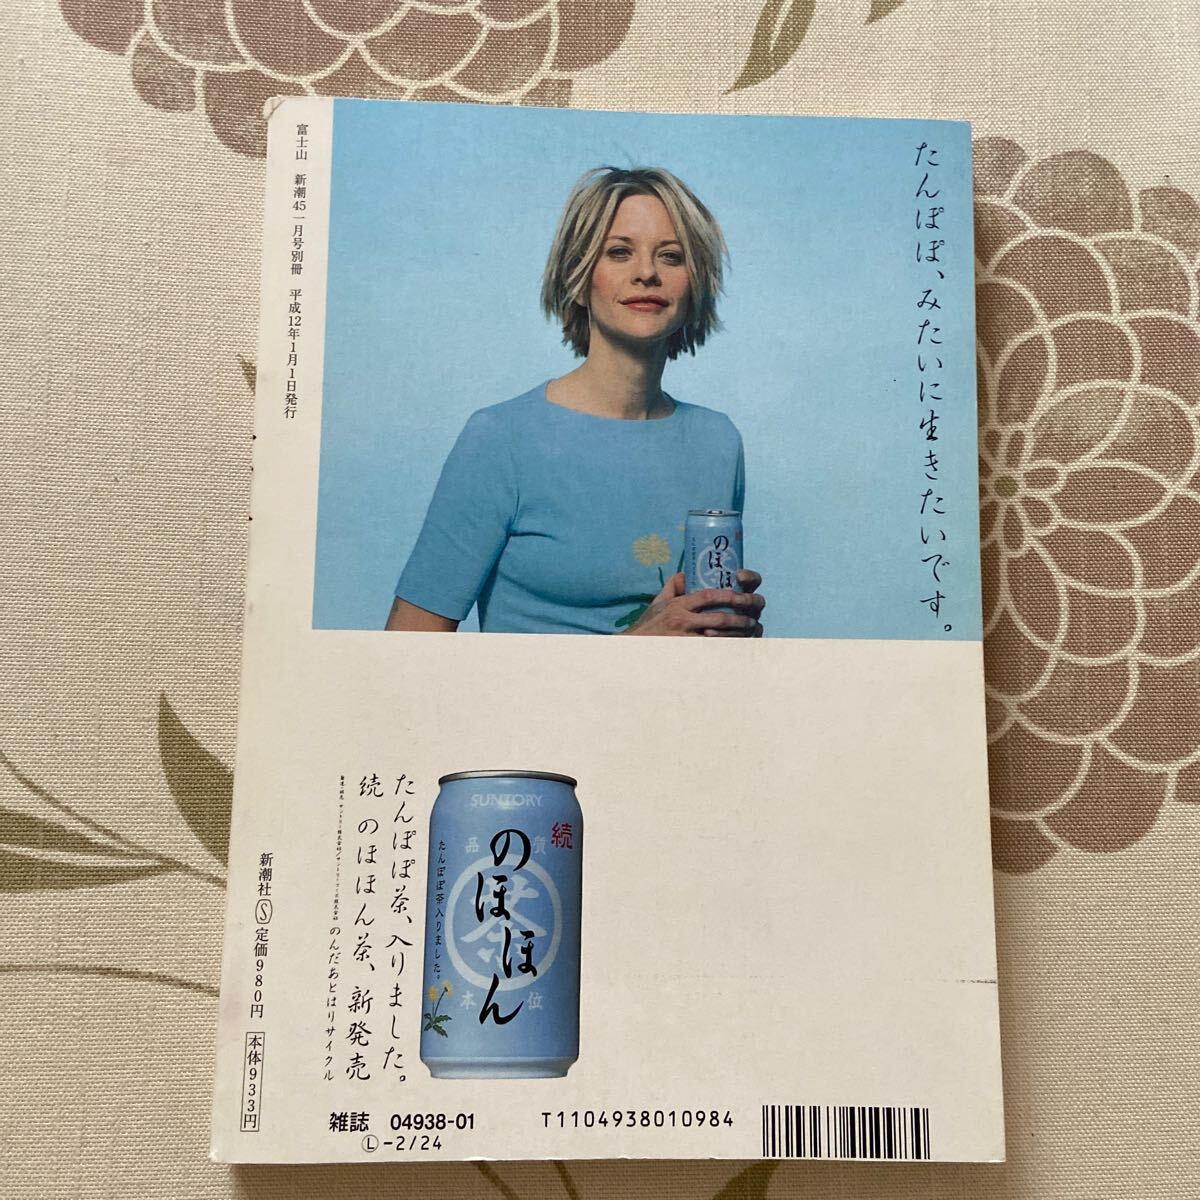 富士山 新潮45一月号別冊 平成12年1月1日発行
たんぽぽ、みたいに生きたいです。
続
のほほ
茶
たんぽぽ茶、入りました。
続 のほほん茶、新発売
のんだあとはリサイクル
SUNTORY
続
品質
のほほん
茶
たんぽぽ茶入りました。
本位
新潮社 Ⓢ 定価980円
本体933円
雑誌 04938-01
Ⓛ-2/24
T1104938010984